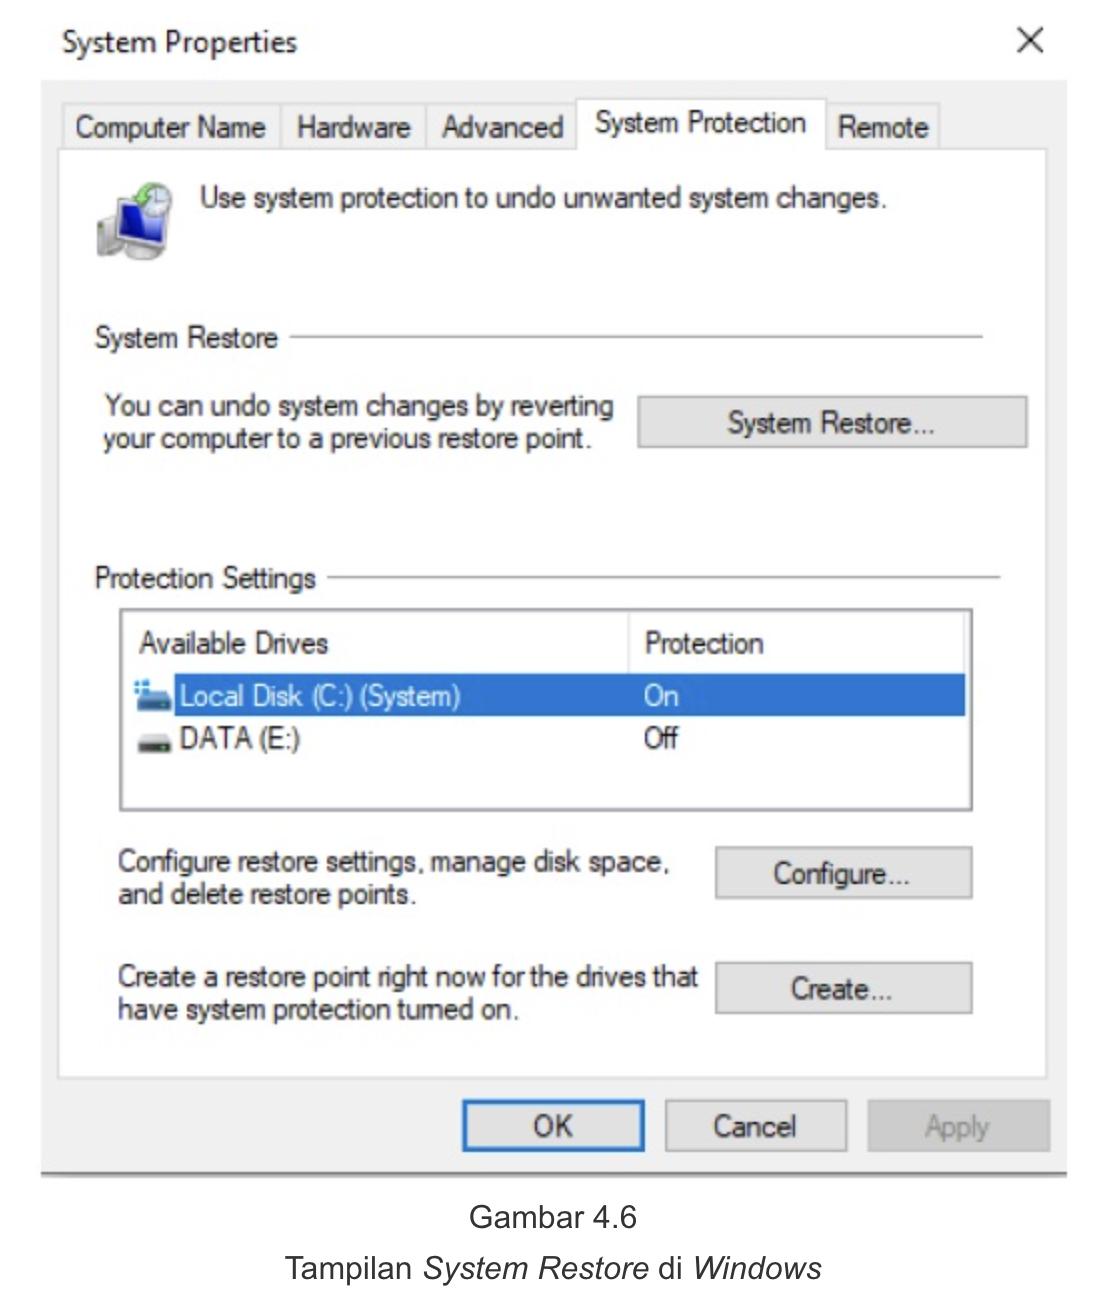 System Properties
Computer Name
Hardware
Advanced
System Protection
Remote
Use system protection to undo unwanted system changes.
System Restore
You can undo system changes by reverting
your computer to a previous restore point.
System Restore...
Protection Settings
Available Drives
Protection
Local Disk (C:) (System)
On
DATA (E:)
Off
Configure restore settings, manage disk space,
and delete restore points.
Configure...
Create a restore point right now for the drives that
have system protection turned on.
Create...
OK
Cancel
Apply
Gambar 4.6
Tampilan System Restore di Windows